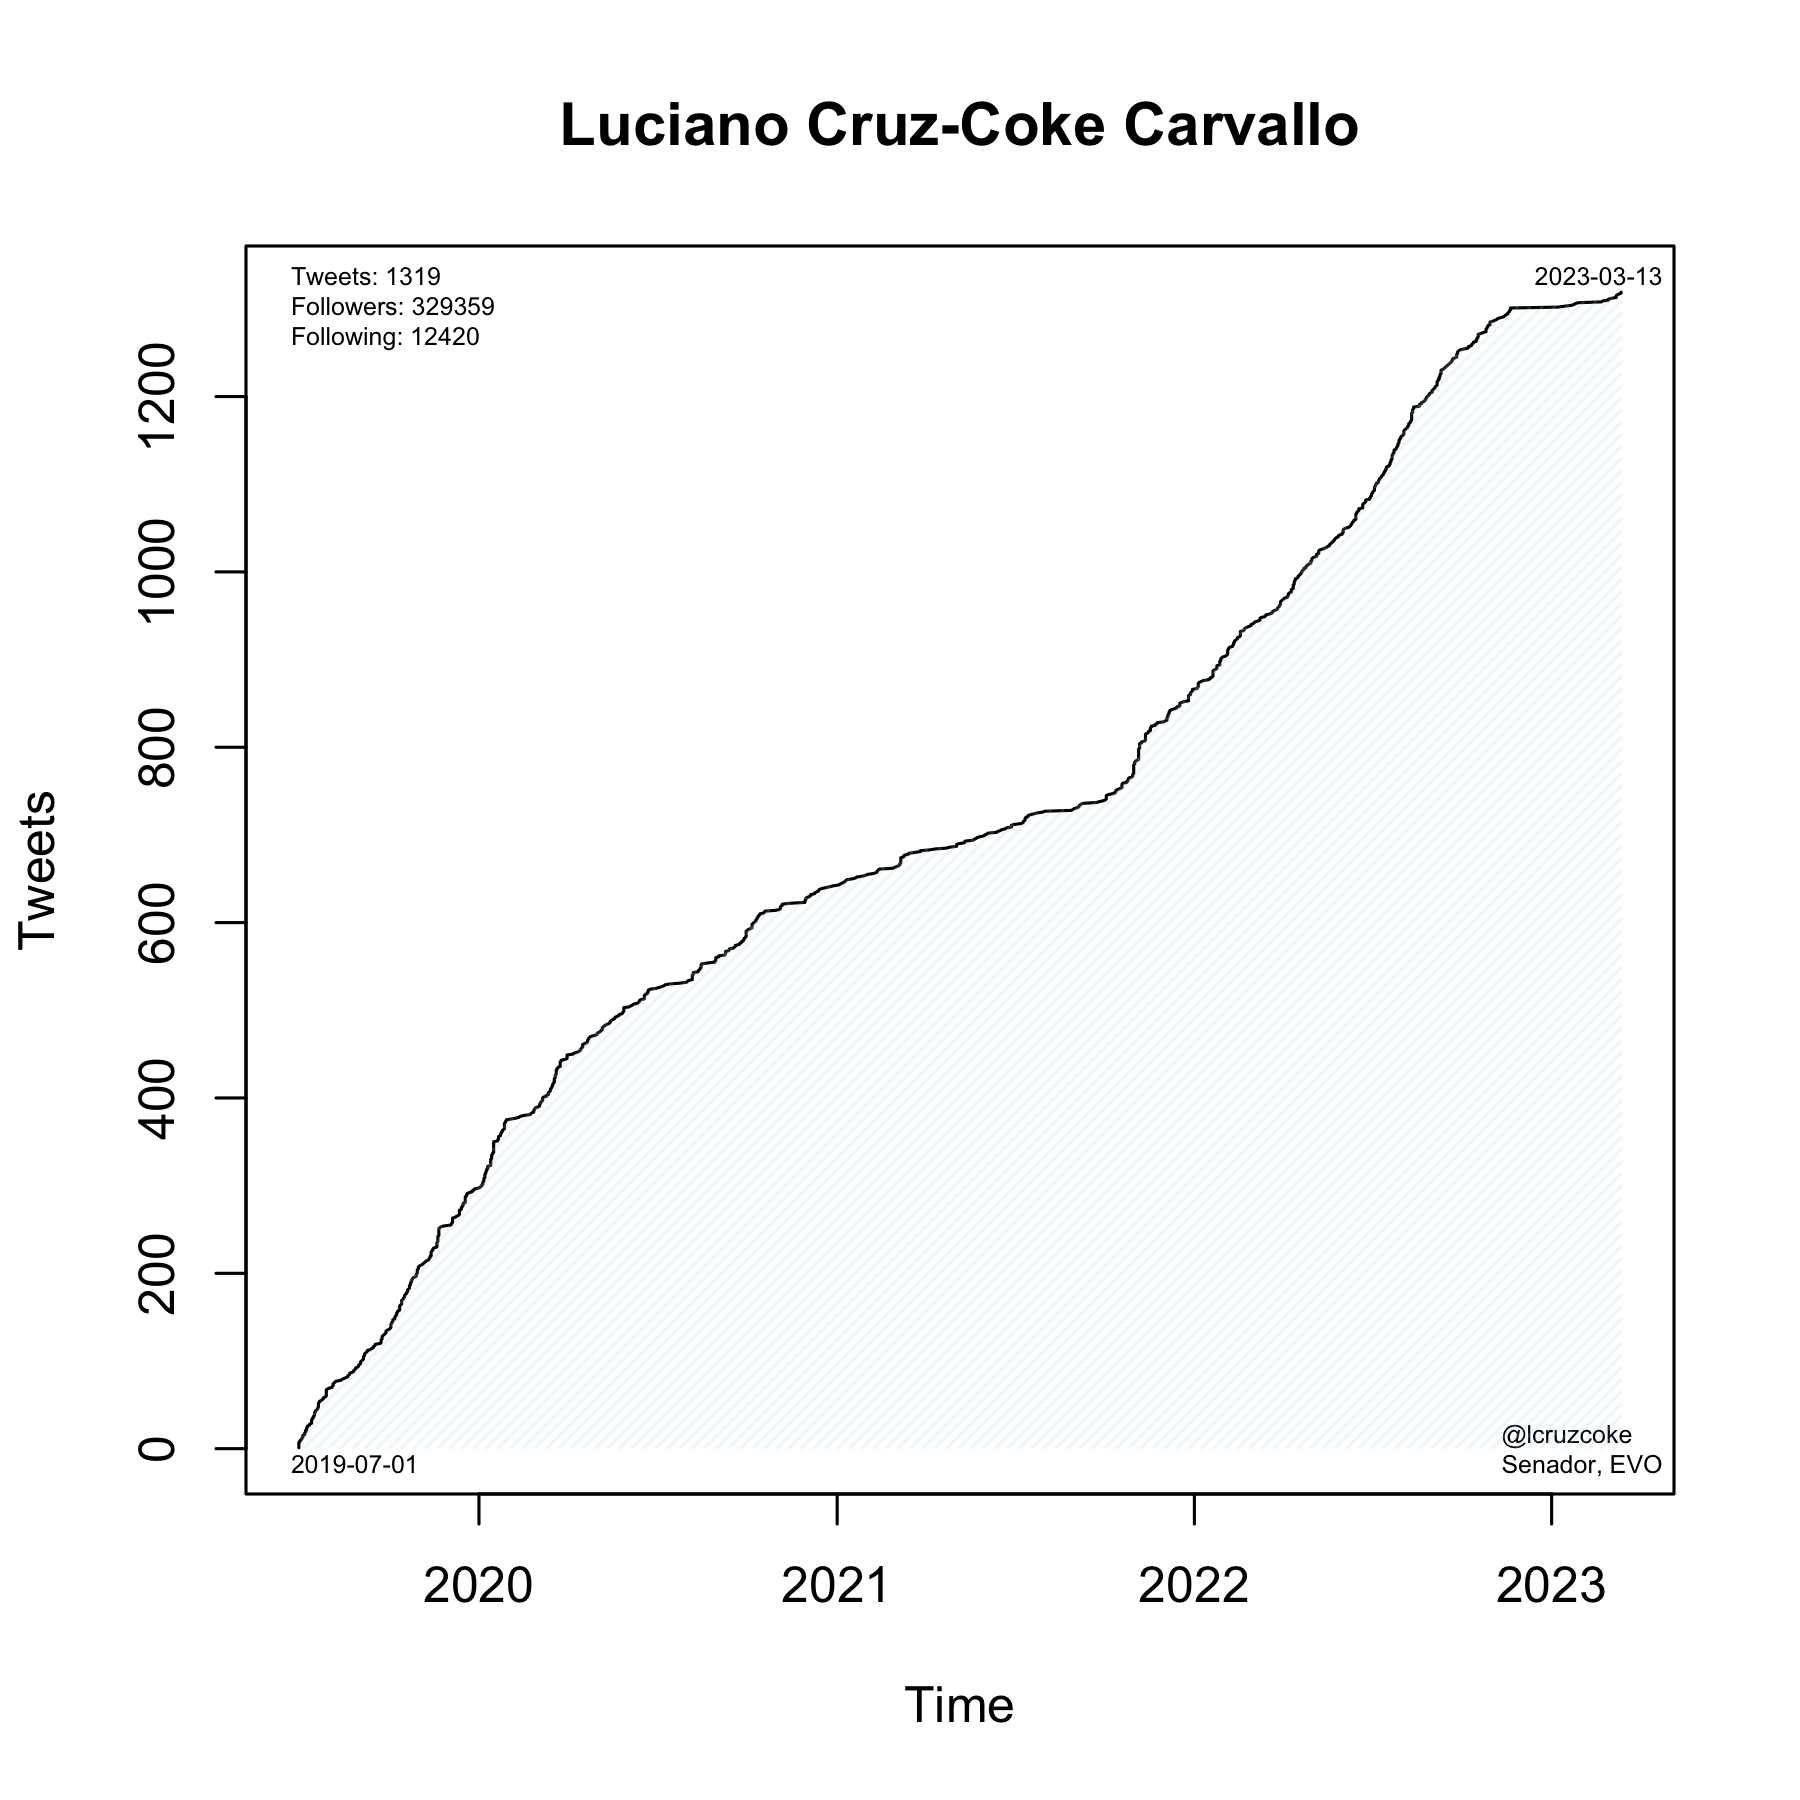 Luciano Cruz-Coke Carvallo
Tweets: 1319
Followers: 329359
Following: 12420
2023-03-13
1200
1000
800
600
400
200
0
Tweets
2019-07-01
@lcruzcoke
Senador, EVO
2020 2021 2022 2023
Time